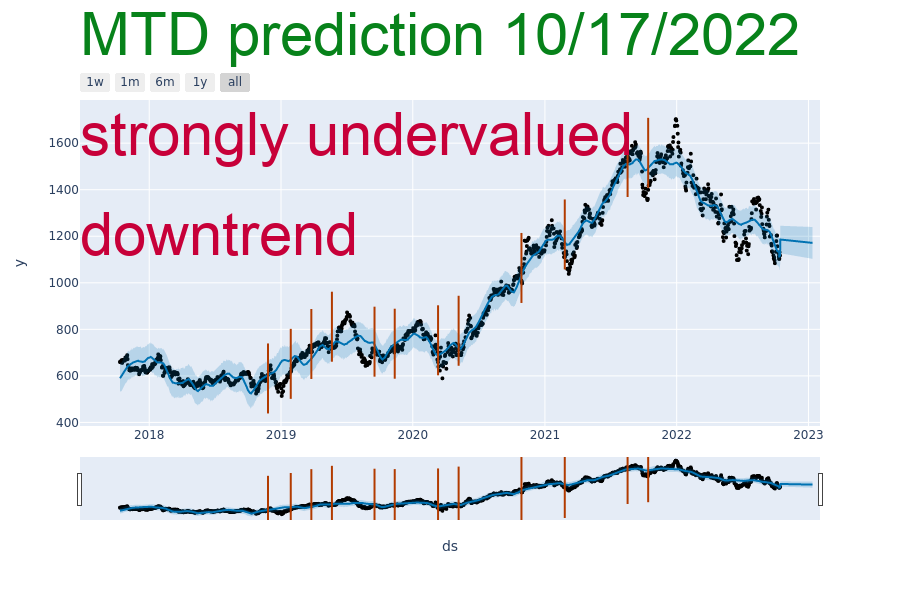 MTD prediction 10/17/2022
1w 1m 6m 1y all
strongly undervalued
downtrend
1600
1400
1200
1000
800
600
400
y
2018 2019 2020 2021 2022 2023
ds